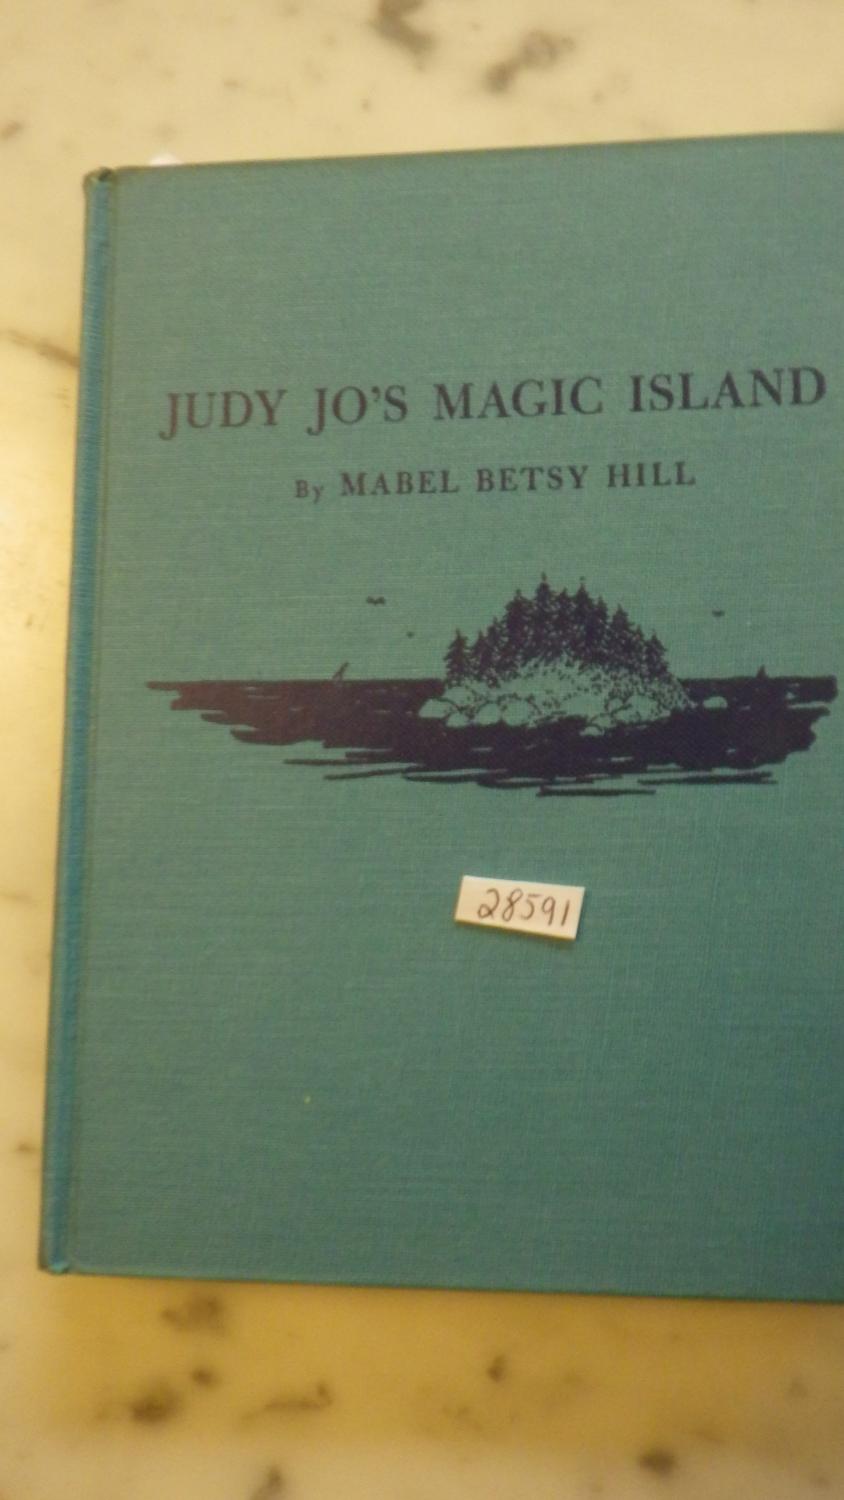 JUDY JO'S MAGIC ISLAND
By MABEL BETSY HILL
28591